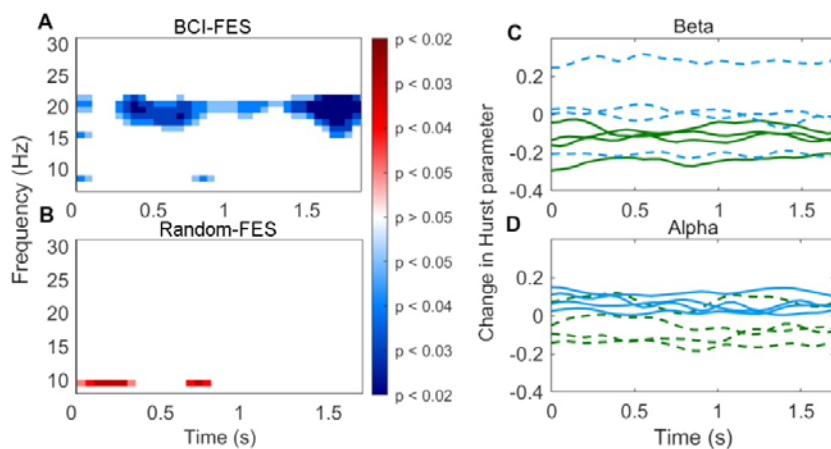 A
BCI-FES
30
25
20
15
10
0
0.5
1
1.5
Frequency (Hz)
B
Random-FES
30
25
20
15
10
0
0.5
1
1.5
Time (s)
p < 0.02
p < 0.03
p < 0.04
p < 0.05
p > 0.05
p < 0.05
p < 0.04
p < 0.03
p < 0.02
C
Beta
0.2
0
-0.2
-0.4
0
0.5
1
1.5
Change in Hurst parameter
D
Alpha
0.2
0
-0.2
-0.4
0
0.5
1
1.5
Time (s)